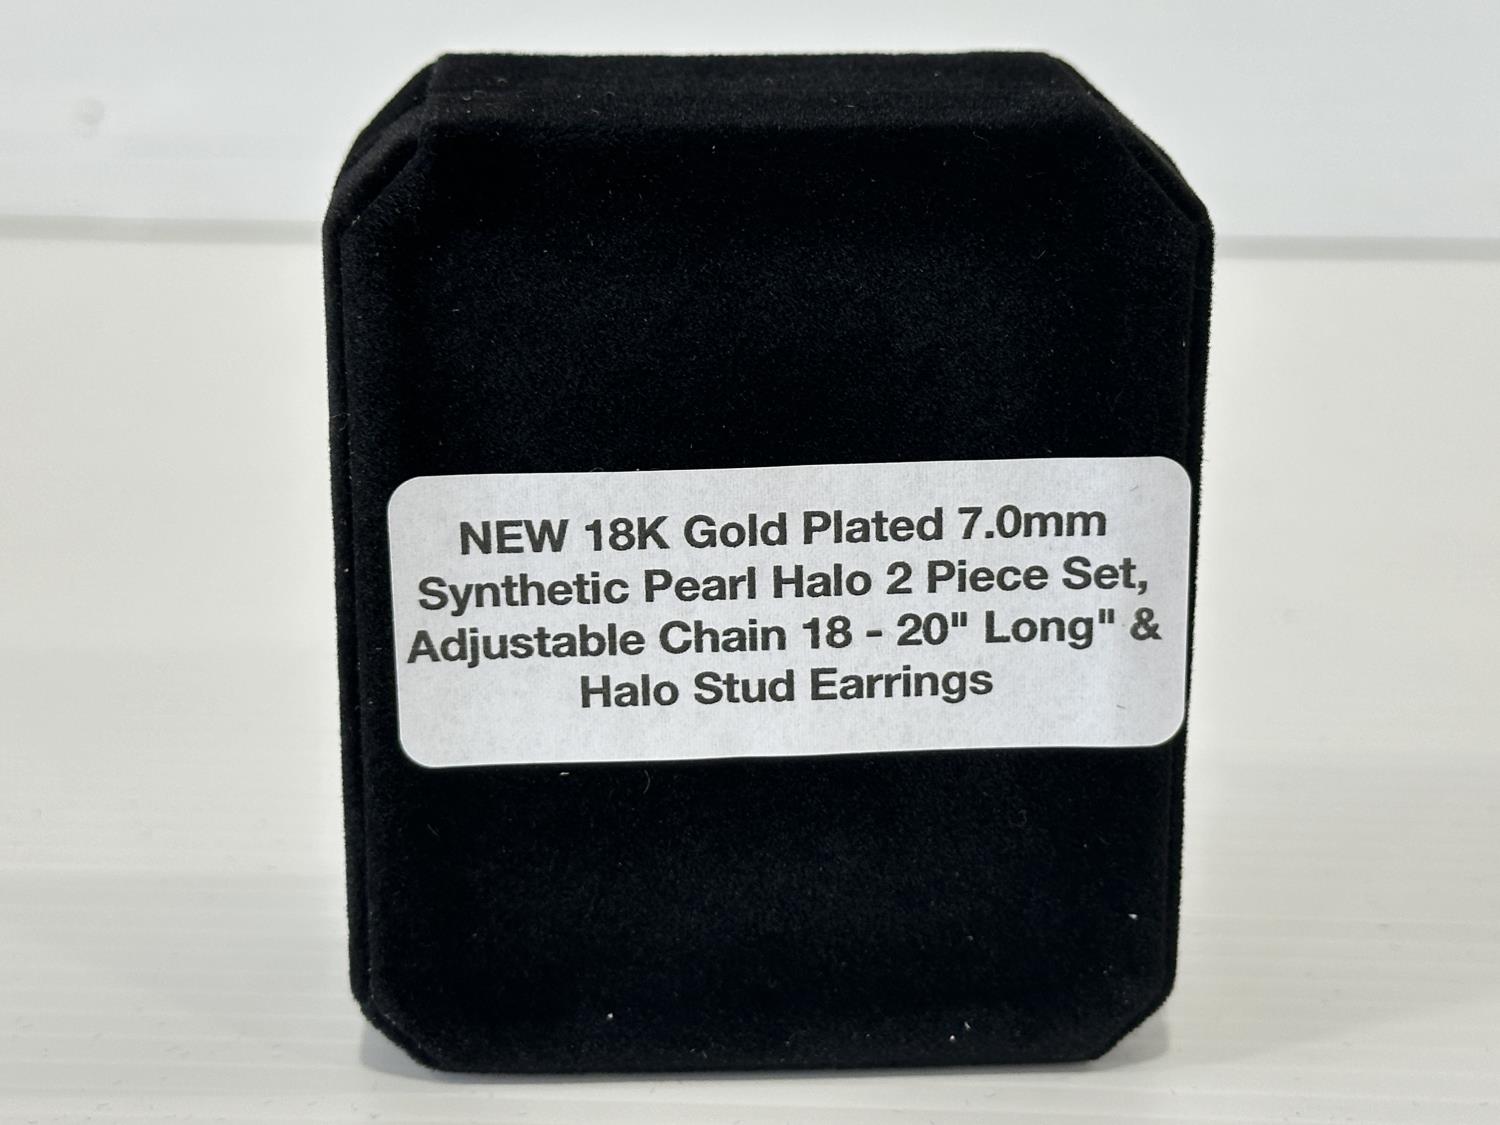 NEW 18K Gold Plated 7.0mm
Synthetic Pearl Halo 2 Piece Set,
Adjustable Chain 18 - 20" Long" &
Halo Stud Earrings